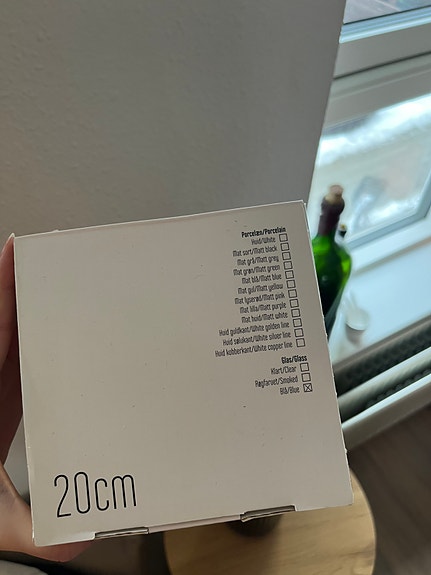 Porcelæn/Porcelain
Hvid/White
Mat sort/Matt black
Mat grå/Matt grey
Mat grøn/Matt green
Mat blå/Matt blue
Mat gul/Matt yellow
Mat lyserød/Matt pink
Mat lilla/Matt purple
Mat hvid/Matt white
Hvid guldkant/White golden line
Hvid sølvkant/White silver line
Hvid kobberkant/White copper line
Glas/Glass
Klart/Clear
Røgfarvet/Smoked
Blå/Blue
20cm